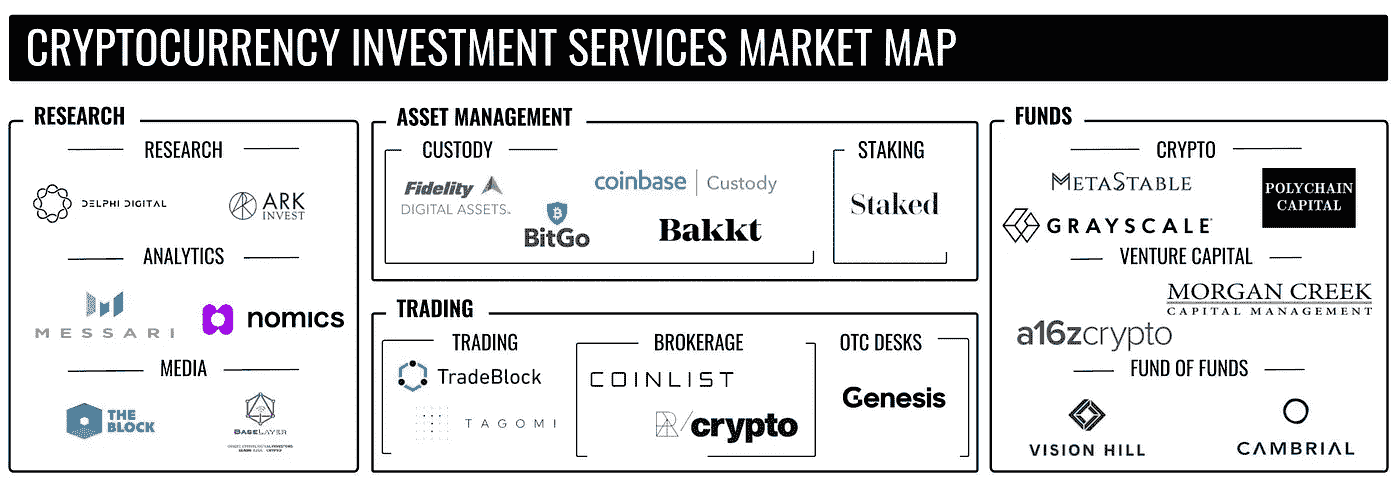 CRYPTOCURRENCY INVESTMENT SERVICES MARKET MAP
RESEARCH
RESEARCH
DELPHI DIGITAL
ARK
INVEST
ANALYTICS
MESSARI
nomics
MEDIA
THE
BLOCK
BASELAYER
ASSET MANAGEMENT
CUSTODY
Fidelity
DIGITAL ASSETS
coinbase | Custody
BitGo
Bakkt
STAKING
Staked
TRADING
TRADING
TradeBlock
TAGOMI
BROKERAGE
COINLIST
R/crypto
OTC DESKS
Genesis
FUNDS
CRYPTO
METASTABLE
POLYCHAIN
CAPITAL
GRAYSCALE
VENTURE CAPITAL
MORGAN CREEK
CAPITAL MANAGEMENT
a16zcrypto
FUND OF FUNDS
VISION HILL
CAMBRIAL